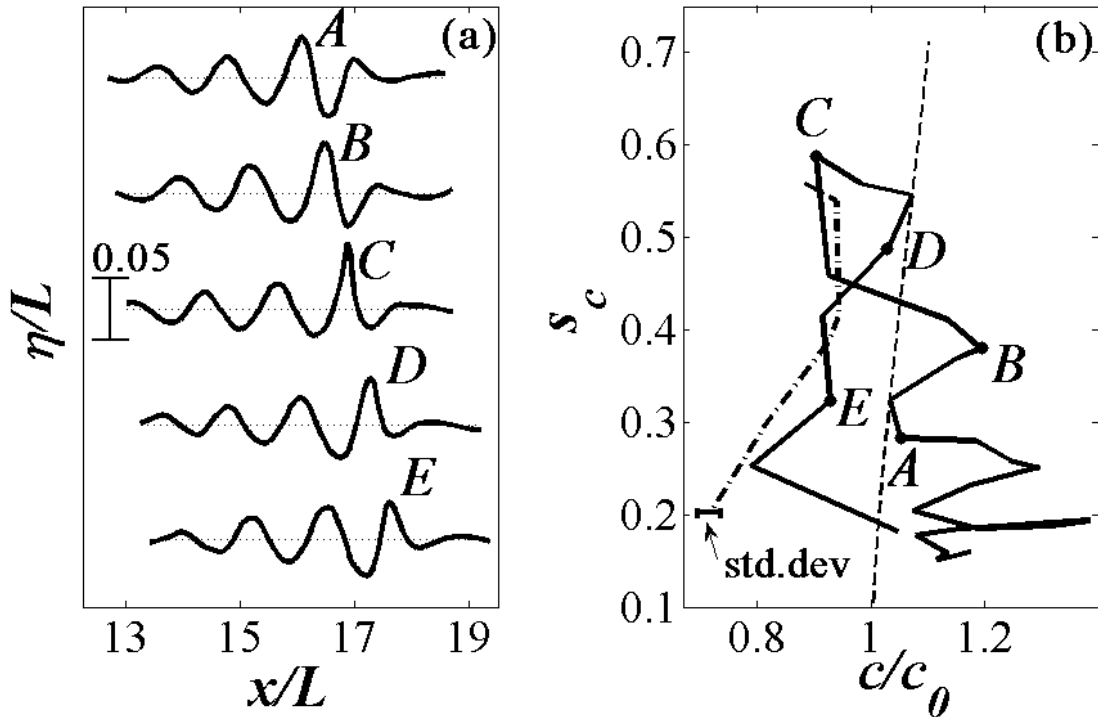 (a)
A
B
C
D
E
0.05
η/L
13 15 17 19
x/L
(b)
0.7
0.6
0.5
0.4
0.3
0.2
0.1
s_c
C
D
B
E
A
std.dev
0.8 1 1.2
c/c_0